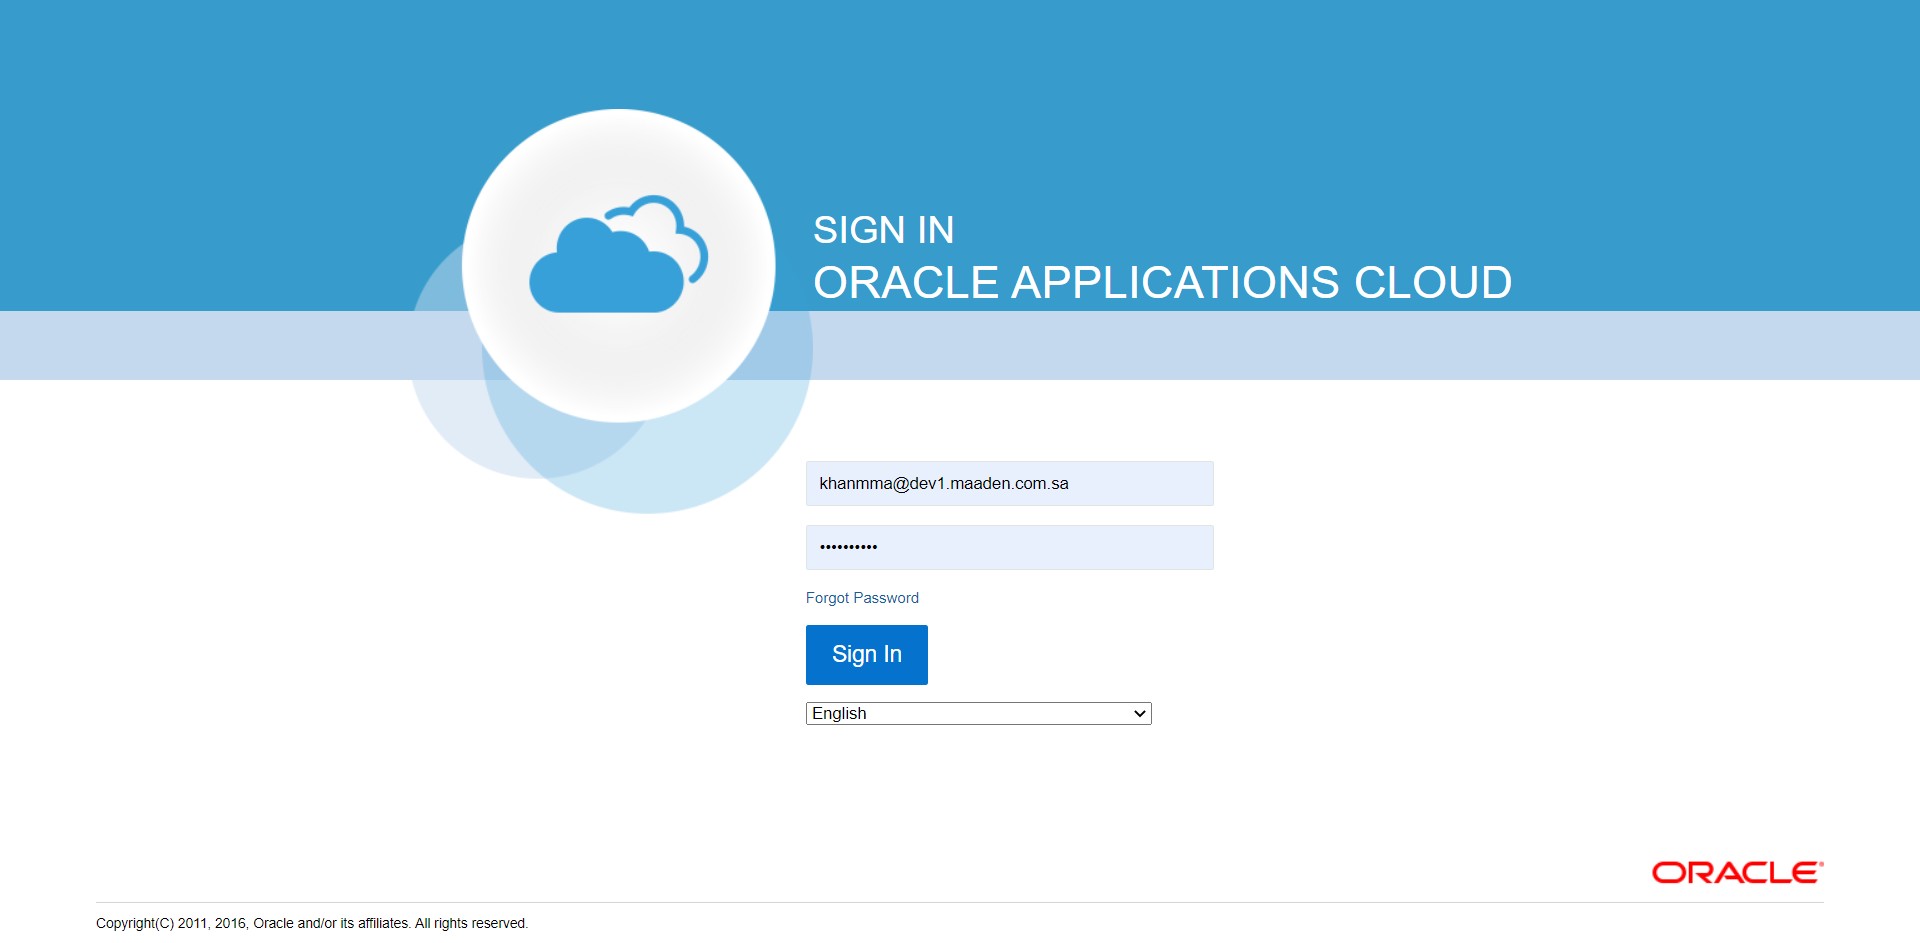 SIGN IN
ORACLE APPLICATIONS CLOUD
khanmma@dev1.maaden.com.sa
••••••••••
Forgot Password
Sign In
English
ORACLE®
Copyright(C) 2011, 2016, Oracle and/or its affiliates. All rights reserved.